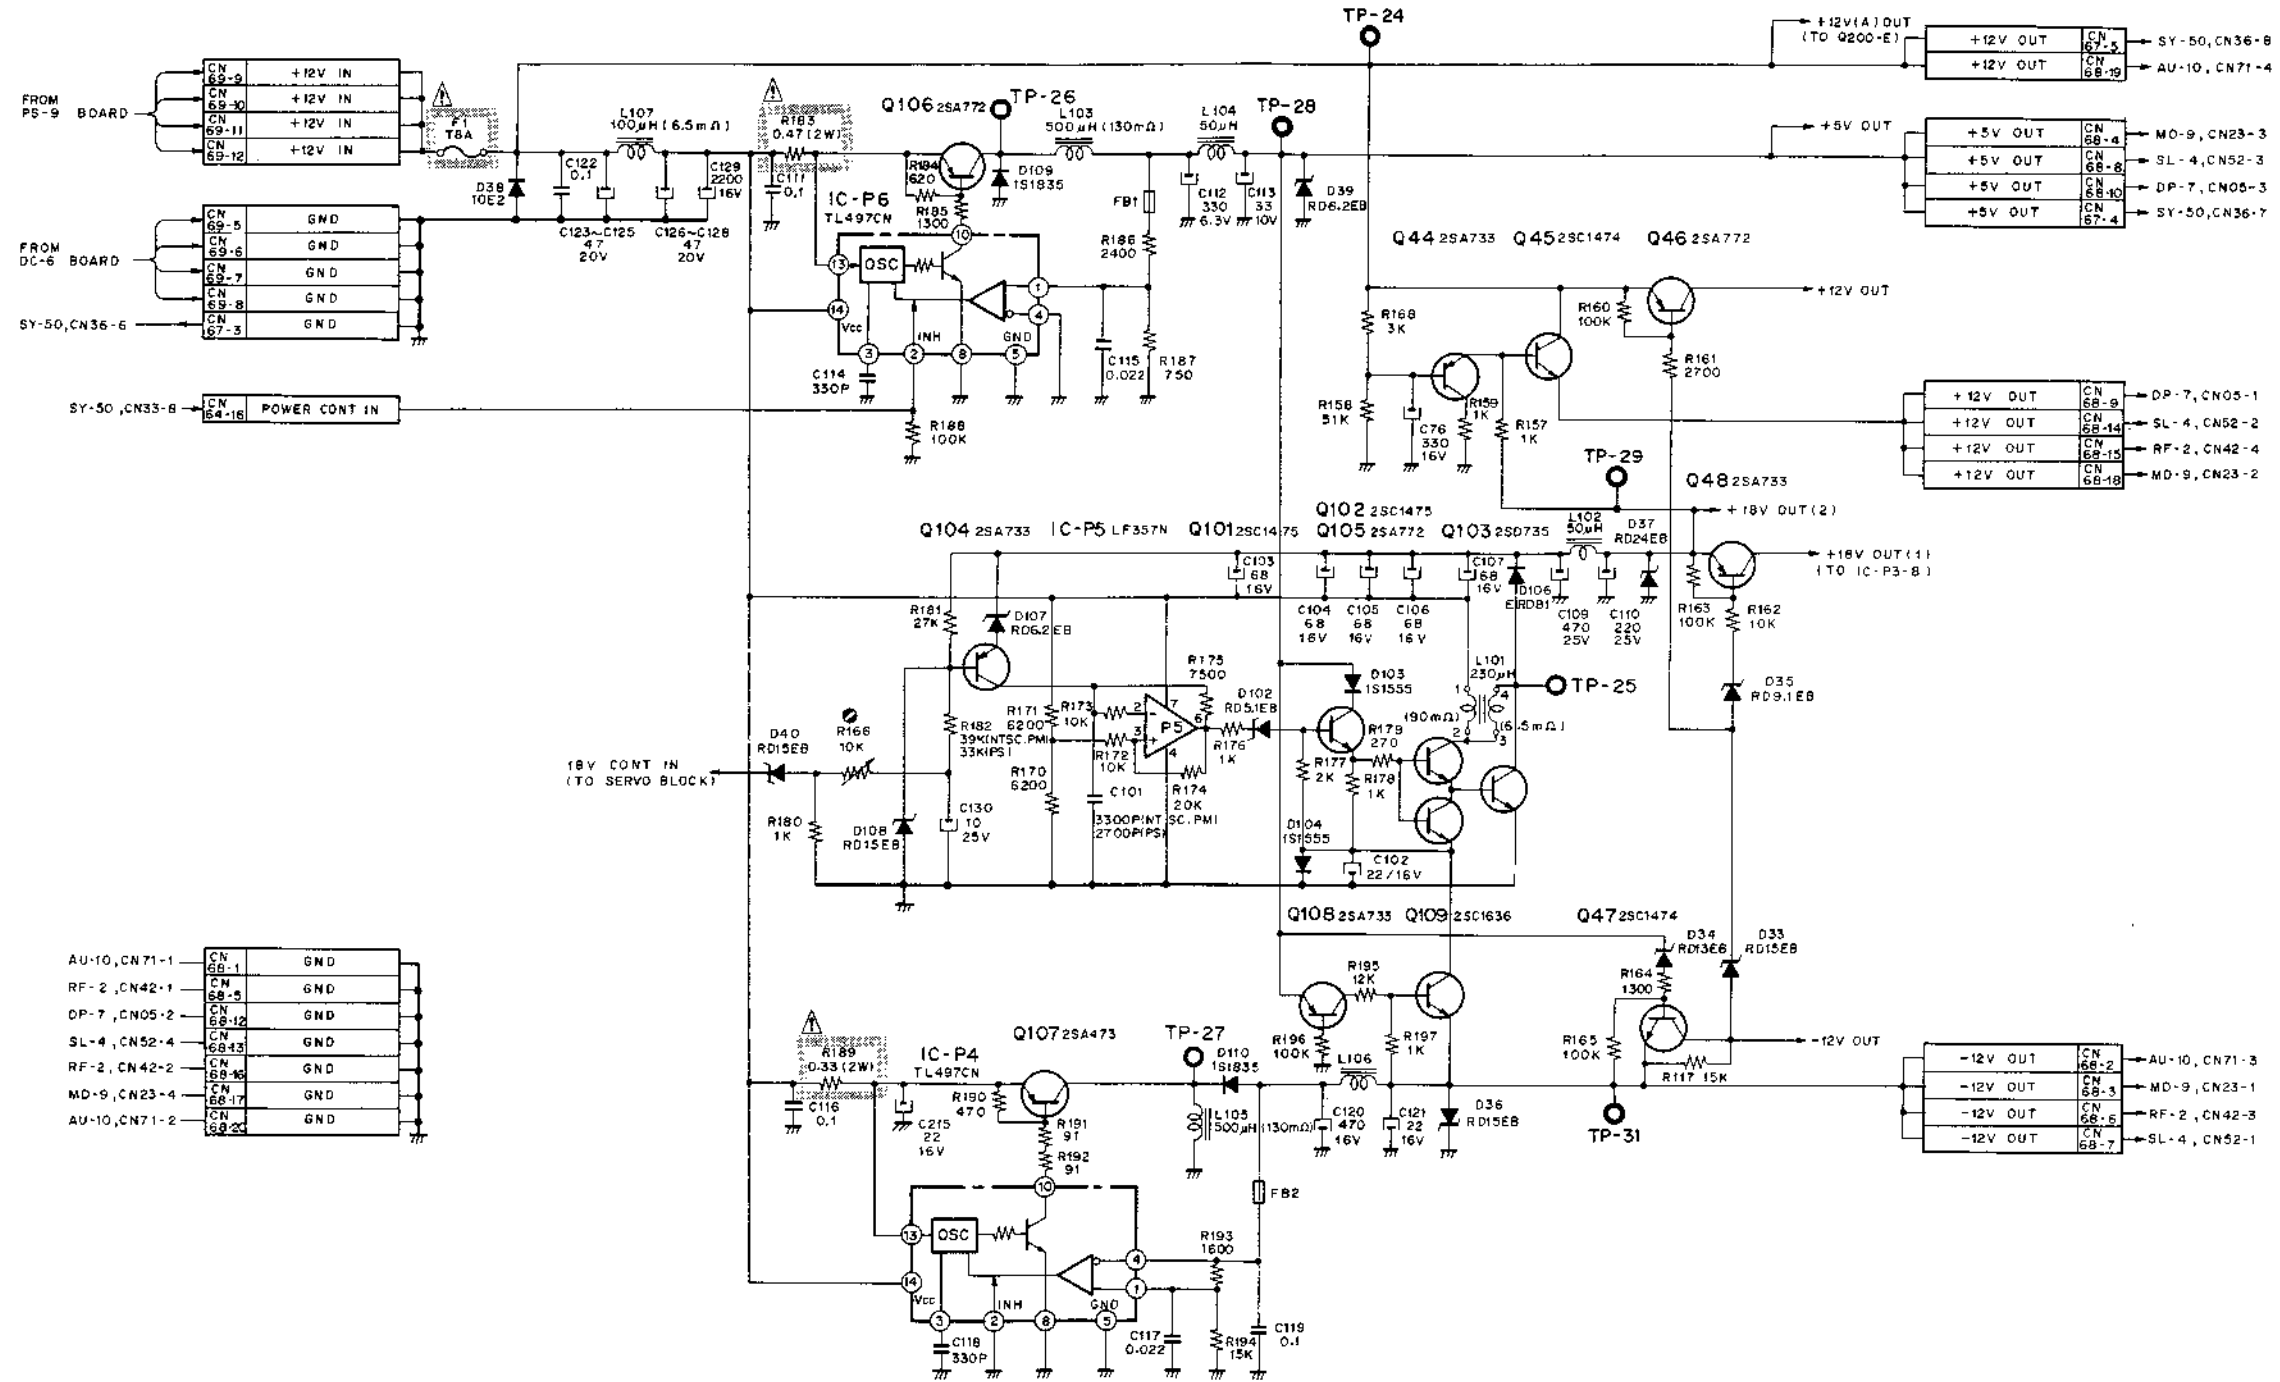 TP-24
+12V(A) OUT
(TO Q200-E)
+12V OUT
CN
67-5
SY-50, CN36-8
+12V OUT
CN
68-19
AU-10, CN71-4
FROM
PS-9 BOARD
CN
69-9
+12V IN
CN
69-10
+12V IN
CN
69-11
+12V IN
CN
69-12
+12V IN
F1
T8A
L107
100μH (6.5mΩ)
R183
0.47(2W)
Q106 2SA772
TP-26
L103
500μH (130mΩ)
L104
50μH
TP-28
+5V OUT
+5V OUT
CN
68-4
MO-9, CN23-3
+5V OUT
CN
68-8
SL-4, CN52-3
+5V OUT
CN
68-10
DP-7, CN05-3
+5V OUT
CN
67-4
SY-50, CN36-7
D38
10E2
C122
0.1
C129
2200
16V
C111
0.1
R184
620
D109
1S1835
R185
1300
IC-P6
TL497CN
FB1
C112
330
6.3V
C113
33
10V
D39
RD6.2EB
C123~C125
47
20V
C126~C128
47
20V
FROM
DC-6 BOARD
CN
69-5
GND
CN
69-6
GND
CN
69-7
GND
CN
69-8
GND
SY-50, CN36-6
CN
67-3
GND
R186
2400
Q44 2SA733 Q45 2SC1474 Q46 2SA772
10
13
OSC
1
4
14
Vcc
INH
GND
3
2
8
5
C114
330P
C115
0.022
R187
750
R168
3K
R160
100K
+12V OUT
R161
2700
SY-50, CN33-8
CN
64-16
POWER CONT IN
R188
100K
R158
51K
C76
330
16V
R159
1K
R157
1K
+12V OUT
CN
68-9
DP-7, CN05-1
+12V OUT
CN
68-14
SL-4, CN52-2
+12V OUT
CN
68-15
RF-2, CN42-4
+12V OUT
CN
68-18
MD-9, CN23-2
TP-29
Q48 2SA733
Q102 2SC1475
+18V OUT(2)
Q104 2SA733 IC-P5 LF357N Q101 2SC1475 Q105 2SA772 Q103 2SD735
L102
50μH
D37
RD24EB
+18V OUT(1)
(TO IC-P3-8)
C103
68
16V
C107
68
16V
C104
68
16V
C105
68
16V
C106
68
16V
D106
ERD81
C109
470
25V
C110
220
25V
R163
100K
R162
10K
R181
27K
D107
RD6.2EB
R175
7500
D103
1S1555
L101
230μH
1
4
TP-25
D35
RD9.1EB
R182
39K(NTSC.PM)
33K(PS)
R171
6200
R173
10K
2
7
3
6
4
P5
D102
RD5.1EB
R176
1K
R179
270
(90mΩ)
2
3
(6.5mΩ)
D40
RD15EB
R166
10K
18V CONT IN
(TO SERVO BLOCK)
R172
10K
R170
6200
C101
3300P(NTSC.PM)
2700P(PS)
R174
20K
R177
2K
R178
1K
R180
1K
D108
RD15EB
C130
10
25V
D104
1S1555
C102
22/16V
Q108 2SA733 Q109 2SC1636
Q47 2SC1474
D34
RD13EB
D33
RD15EB
AU-10, CN71-1
CN
68-1
GND
RF-2, CN42-1
CN
68-5
GND
DP-7, CN05-2
CN
68-12
GND
SL-4, CN52-4
CN
68-13
GND
RF-2, CN42-2
CN
68-16
GND
MD-9, CN23-4
CN
68-17
GND
AU-10, CN71-2
CN
68-20
GND
R195
12K
R164
1300
R196
100K
R197
1K
R165
100K
-12V OUT
R117 15K
R189
0.33(2W)
IC-P4
TL497CN
Q107 2SA473
TP-27
D110
1S1835
L106
-12V OUT
CN
68-2
AU-10, CN71-3
-12V OUT
CN
68-3
MD-9, CN23-1
-12V OUT
CN
68-6
RF-2, CN42-3
-12V OUT
CN
68-7
SL-4, CN52-1
C116
0.1
C215
22
16V
R190
470
R191
91
R192
91
L105
500μH (130mΩ)
C120
470
16V
C121
22
16V
D36
RD15EB
TP-31
10
FB2
13
OSC
4
R193
1600
14
Vcc
1
INH
GND
3
2
8
5
C118
330P
C117
0.022
R194
15K
C119
0.1